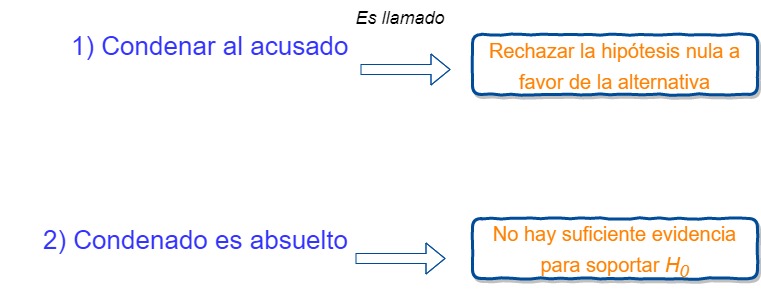 Es llamado
1) Condenar al acusado
Rechazar la hipótesis nula a
favor de la alternativa
2) Condenado es absuelto
No hay suficiente evidencia
para soportar H₀